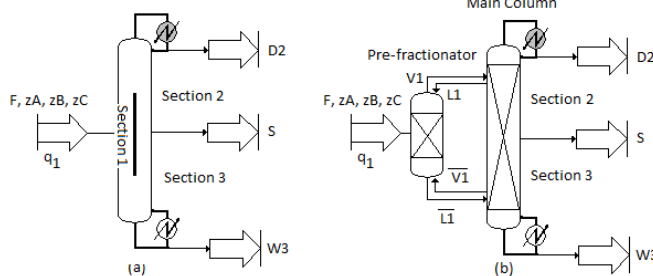 Main Column
D2
Section 2
F, zA, zB, zC
Section 1
S
q1
Section 3
W3
(a)
Pre-fractionator
V1
L1
D2
Section 2
F, zA, zB, zC
S
q1
V1
Section 3
L1
W3
(b)